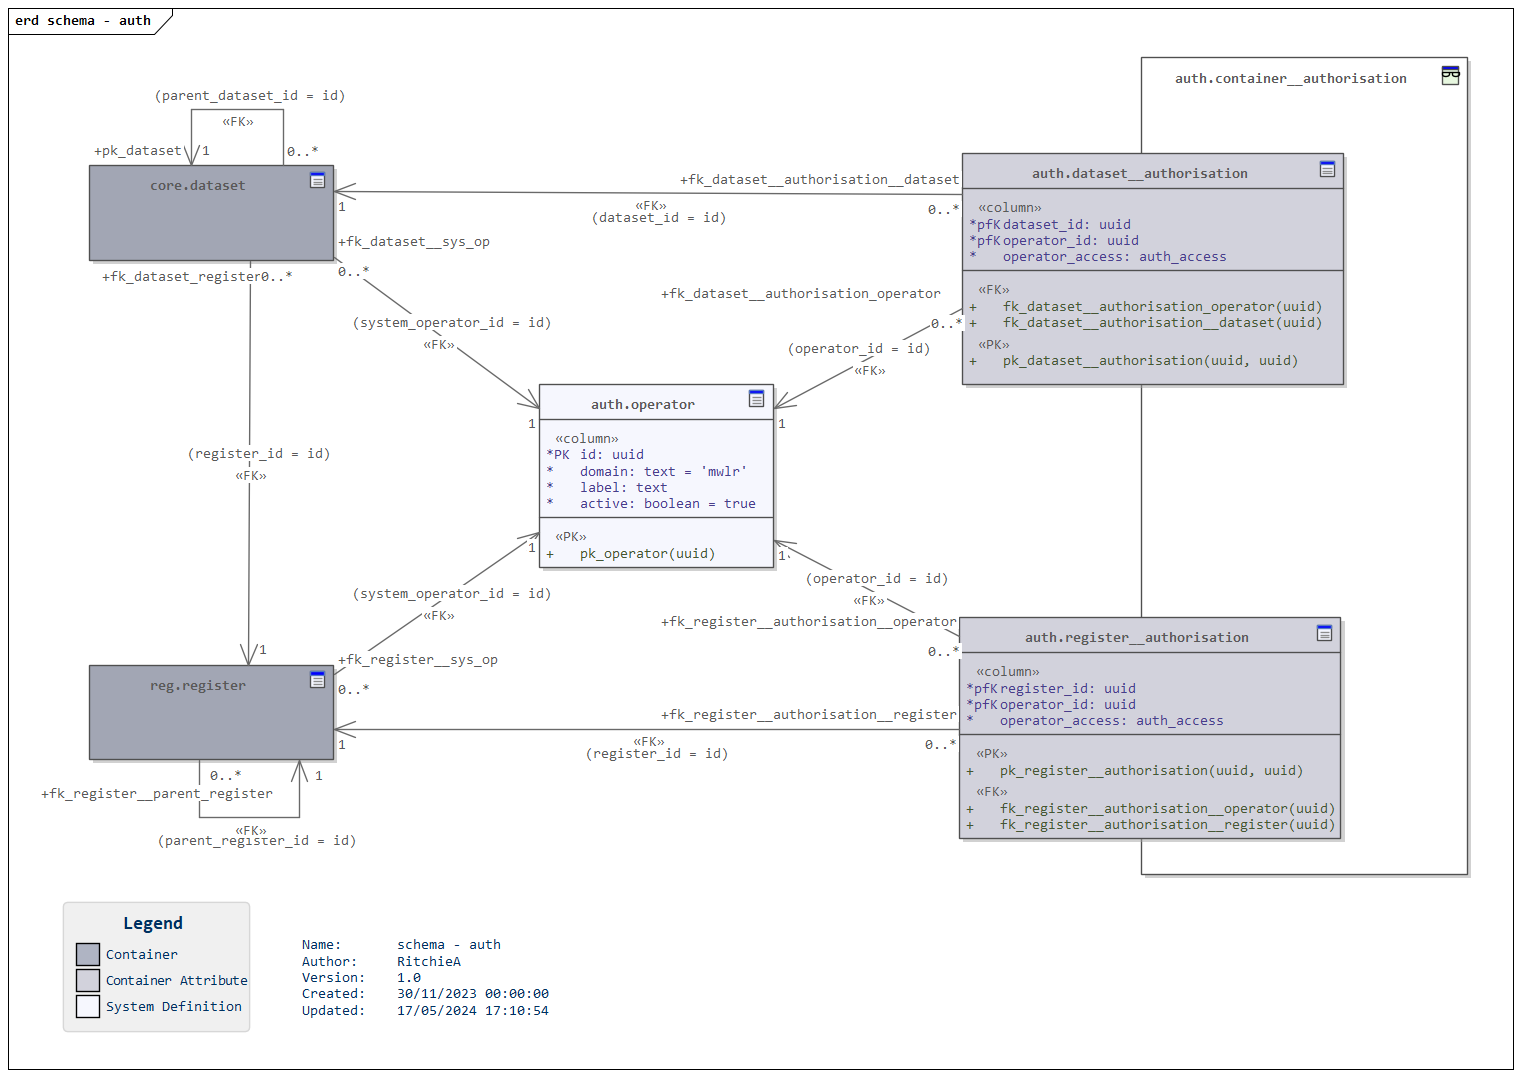 erd schema - auth
auth.container__authorisation
(parent_dataset_id = id)
«FK»
+pk_dataset
1
0..*
core.dataset
+fk_dataset__authorisation__dataset
1
«FK»
(dataset_id = id)
0..*
auth.dataset__authorisation
«column»
*pfK dataset_id: uuid
*pfK operator_id: uuid
* operator_access: auth_access
«FK»
+ fk_dataset__authorisation_operator(uuid)
+ fk_dataset__authorisation__dataset(uuid)
«PK»
+ pk_dataset__authorisation(uuid, uuid)
+fk_dataset__sys_op
0..*
+fk_dataset_register
0..*
(system_operator_id = id)
«FK»
1
+fk_dataset__authorisation_operator
0..*
(operator_id = id)
«FK»
1
auth.operator
«column»
*PK id: uuid
* domain: text = 'mwlr'
* label: text
* active: boolean = true
«PK»
+ pk_operator(uuid)
(register_id = id)
«FK»
1
1
(system_operator_id = id)
«FK»
+fk_register__sys_op
0..*
1
(operator_id = id)
«FK»
+fk_register__authorisation__operator
0..*
reg.register
+fk_register__authorisation__register
1
«FK»
(register_id = id)
0..*
auth.register__authorisation
«column»
*pfK register_id: uuid
*pfK operator_id: uuid
* operator_access: auth_access
«PK»
+ pk_register__authorisation(uuid, uuid)
«FK»
+ fk_register__authorisation__operator(uuid)
+ fk_register__authorisation__register(uuid)
0..*
1
+fk_register__parent_register
«FK»
(parent_register_id = id)
Legend
Container
Container Attribute
System Definition
Name: schema - auth
Author: RitchieA
Version: 1.0
Created: 30/11/2023 00:00:00
Updated: 17/05/2024 17:10:54